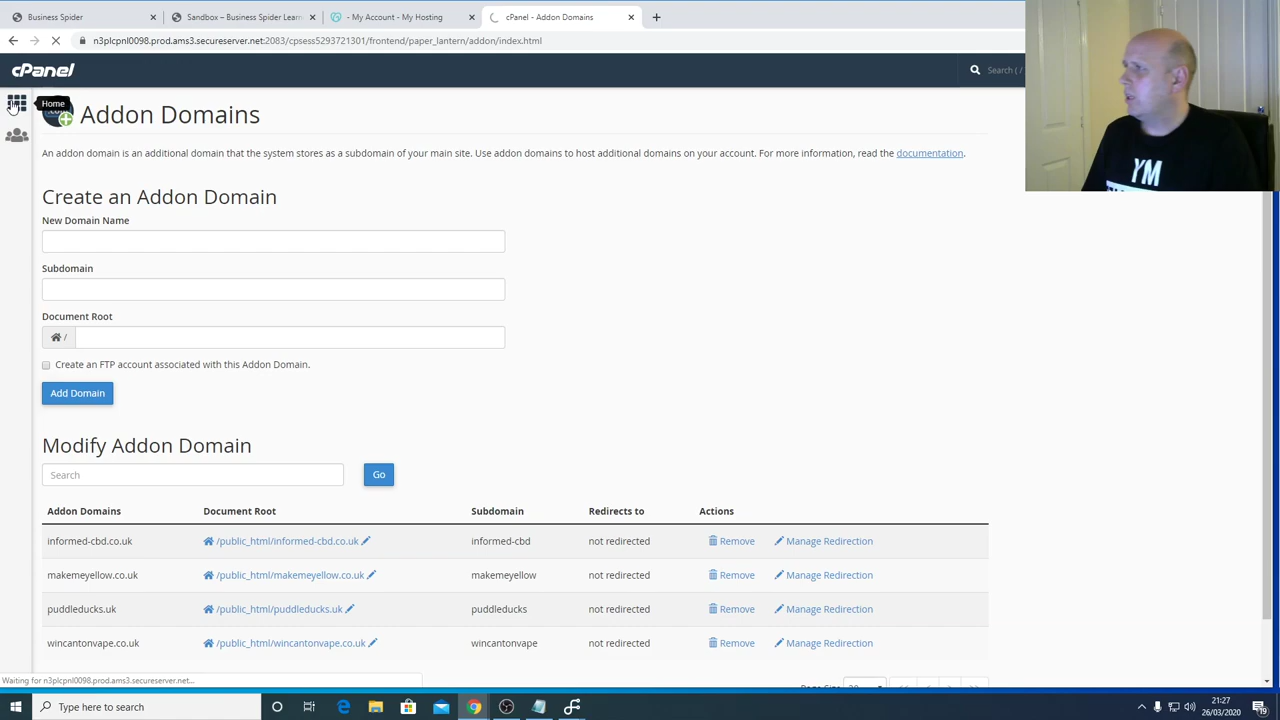 Business Spider
Sandbox – Business Spider Learn
- My Account - My Hosting
cPanel - Addon Domains
n3plcpnl0098.prod.ams3.secureserver.net:2083/cpsess5293721301/frontend/paper_lantern/addon/index.html
cPanel
Search ( /
Home
Addon Domains
An addon domain is an additional domain that the system stores as a subdomain of your main site. Use addon domains to host additional domains on your account. For more information, read the documentation.
Create an Addon Domain
New Domain Name
Subdomain
Document Root
/
Create an FTP account associated with this Addon Domain.
Add Domain
Modify Addon Domain
Search
Go
Addon Domains Document Root Subdomain Redirects to Actions
informed-cbd.co.uk /public_html/informed-cbd.co.uk informed-cbd not redirected Remove Manage Redirection
makemeyellow.co.uk /public_html/makemeyellow.co.uk makemeyellow not redirected Remove Manage Redirection
puddleducks.uk /public_html/puddleducks.uk puddleducks not redirected Remove Manage Redirection
wincantonvape.co.uk /public_html/wincantonvape.co.uk wincantonvape not redirected Remove Manage Redirection
Waiting for n3plcpnl0098.prod.ams3.secureserver.net...
Page Size 20
YM
Type here to search
21:27
26/03/2020
19